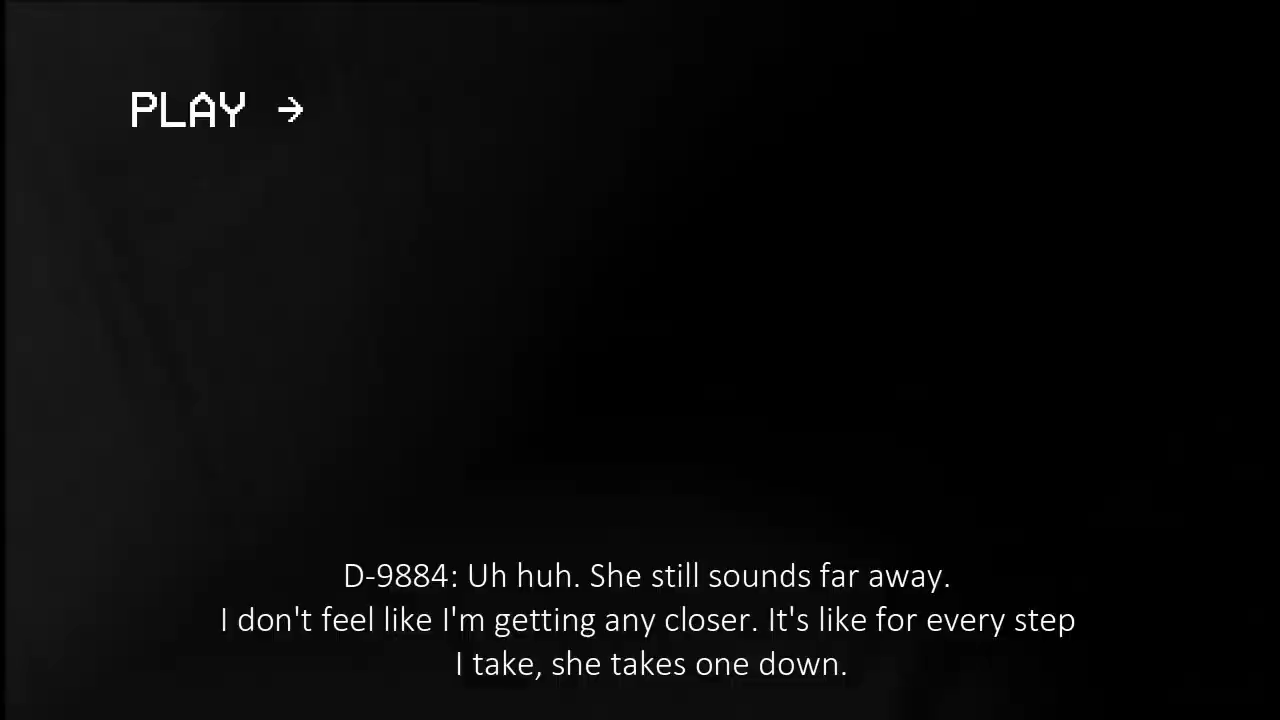 PLAY →
D-9884: Uh huh. She still sounds far away.
I don't feel like I'm getting any closer. It's like for every step
I take, she takes one down.